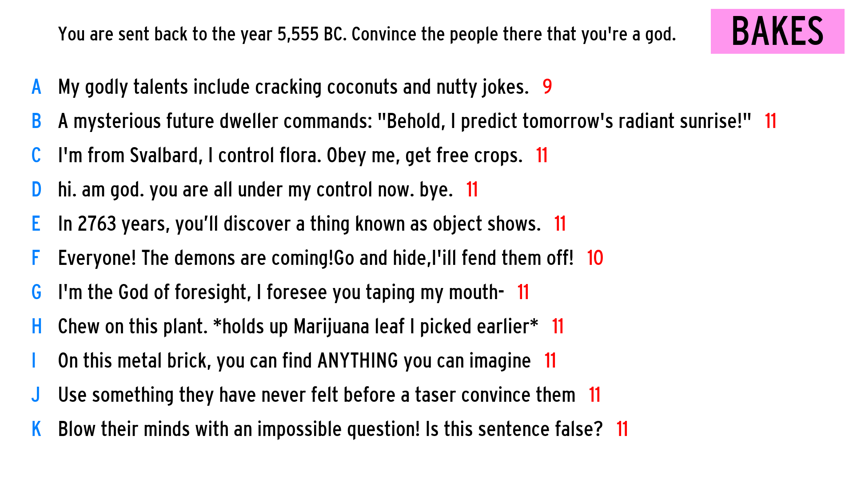 You are sent back to the year 5,555 BC. Convince the people there that you're a god.
BAKES
A My godly talents include cracking coconuts and nutty jokes. 9
B A mysterious future dweller commands: "Behold, I predict tomorrow's radiant sunrise!" 11
C I'm from Svalbard, I control flora. Obey me, get free crops. 11
D hi. am god. you are all under my control now. bye. 11
E In 2763 years, you’ll discover a thing known as object shows. 11
F Everyone! The demons are coming!Go and hide,I'ill fend them off! 10
G I'm the God of foresight, I foresee you taping my mouth- 11
H Chew on this plant. *holds up Marijuana leaf I picked earlier* 11
I On this metal brick, you can find ANYTHING you can imagine 11
J Use something they have never felt before a taser convince them 11
K Blow their minds with an impossible question! Is this sentence false? 11